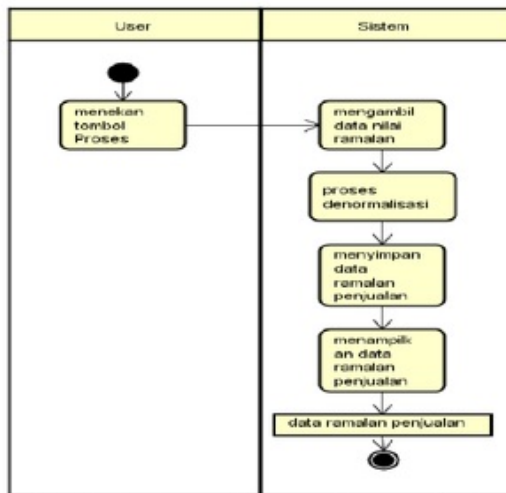 User
Sistem
menekan
tombol
Proses
mengambil
data nilai
ramalan
proses
denormalisasi
menyimpan
data
ramalan
penjualan
menampilk
an data
ramalan
penjualan
data ramalan penjualan